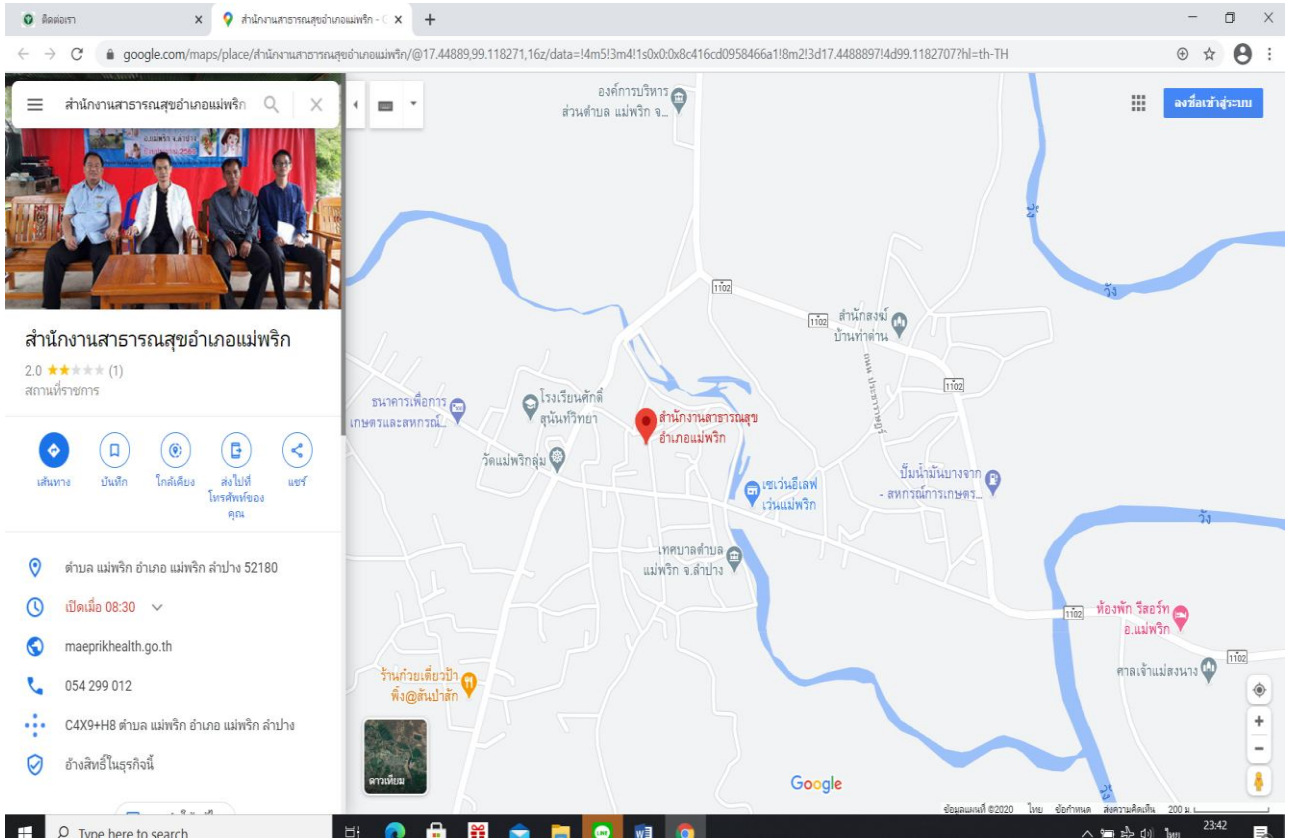 ติดต่อเรา
สำนักงานสาธารณสุขอำเภอแม่พริก - G
google.com/maps/place/สำนักงานสาธารณสุขอำเภอแม่พริก/@17.44889,99.118271,16z/data=!4m5!3m4!1s0x0:0x8c416cd0958466a1!8m2!3d17.4488897!4d99.1182707?hl=th-TH
สำนักงานสาธารณสุขอำเภอแม่พริก
ลงชื่อเข้าสู่ระบบ
สำนักงานสาธารณสุขอำเภอแม่พริก
2.0 (1)
สถานที่ราชการ
เส้นทาง
บันทึก
ใกล้เคียง
ส่งไปที่
โทรศัพท์ของ
คุณ
แชร์
ตำบล แม่พริก อำเภอ แม่พริก ลำปาง 52180
เปิดเมื่อ 08:30
maeprikhealth.go.th
054 299 012
C4X9+H8 ตำบล แม่พริก อำเภอ แม่พริก ลำปาง
อ้างสิทธิ์ในธุรกิจนี้
องค์การบริหาร
ส่วนตำบล แม่พริก จ...
วัง
1102
วัง
1102
สำนักสงฆ์
บ้านท่าด่าน
1102
ธนาคารเพื่อการ
เกษตรและสหกรณ์...
โรงเรียนศักดิ์
สุนันท์วิทยา
สำนักงานสาธารณสุข
อำเภอแม่พริก
วัดแม่พริกลุ่ม
เซเว่นอีเลฟ
เว่นแม่พริก
ปั๊มน้ำมันบางจาก
- สหกรณ์การเกษตร...
วัง
เทศบาลตำบล
แม่พริก จ.ลำปาง
1102
ห้องพัก รีสอร์ท
อ.แม่พริก
1102
ศาลเจ้าแม่สงนาง
ร้านก๋วยเตี๋ยวป้า
พิ้ง@สันป่าสัก
ดาวเทียม
Google
วัง
ข้อมูลแผนที่ ©2020 ไทย ข้อกำหนด ส่งความคิดเห็น 200 ม.
Type here to search
ไทย
23:42